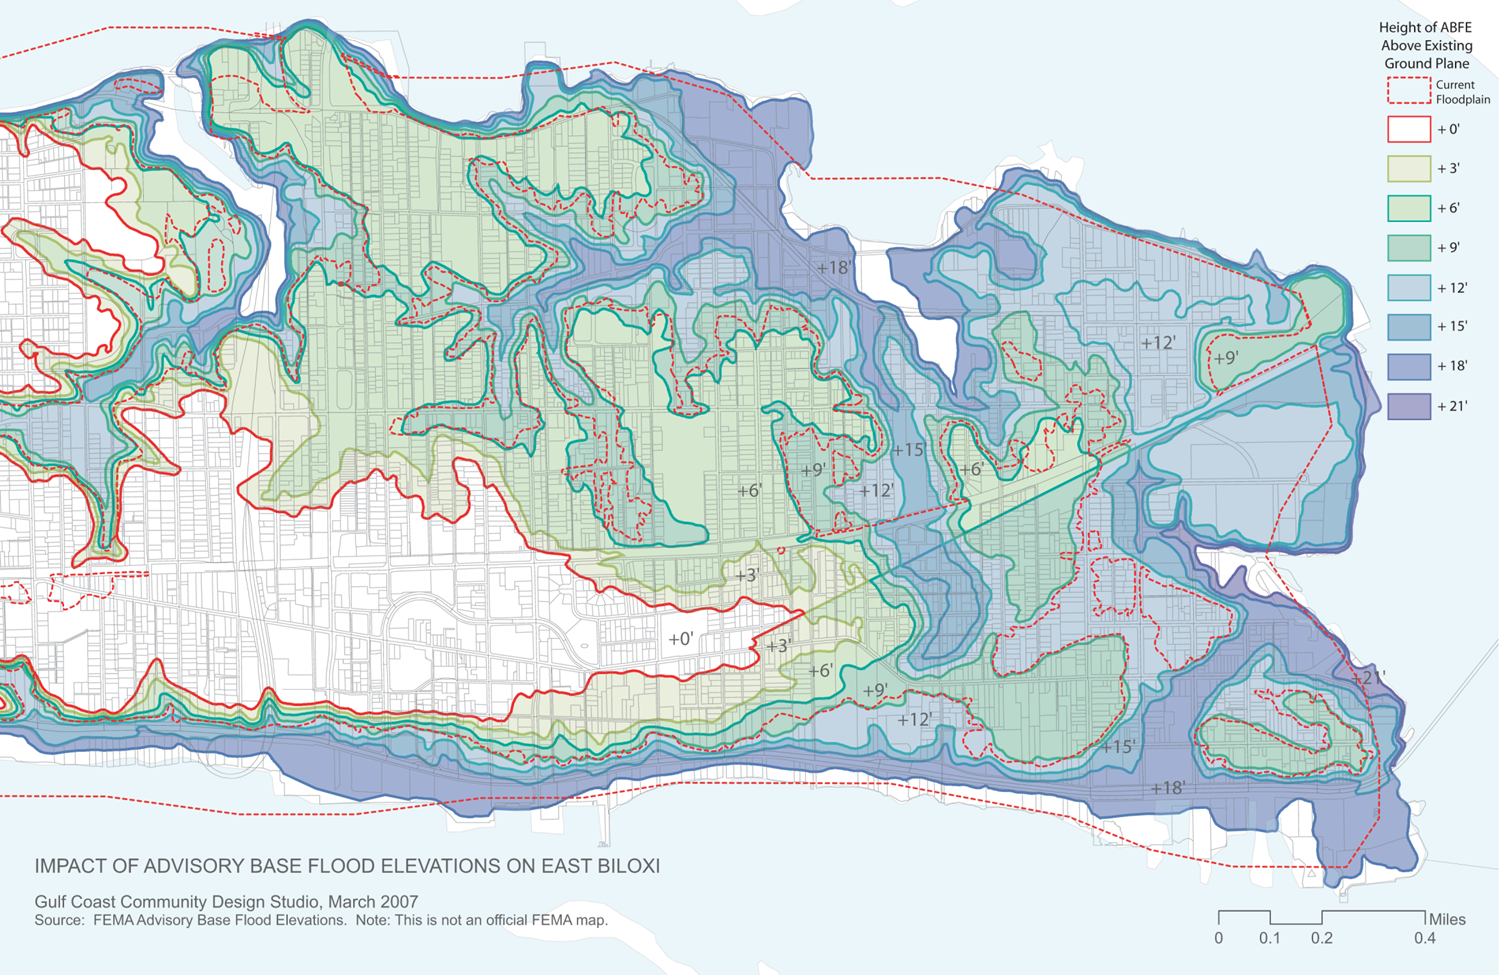 Height of ABFE
Above Existing
Ground Plane
Current
Floodplain
+ 0'
+ 3'
+ 6'
+ 9'
+ 12'
+ 15'
+ 18'
+ 21'
+18'
+12'
+9'
+15'
+9'
+6'
+6'
+12'
+3'
+0'
+3'
+6'
+9'
+21'
+12'
+15'
+18'
IMPACT OF ADVISORY BASE FLOOD ELEVATIONS ON EAST BILOXI
Gulf Coast Community Design Studio, March 2007
Source: FEMA Advisory Base Flood Elevations. Note: This is not an official FEMA map.
Miles
0 0.1 0.2 0.4